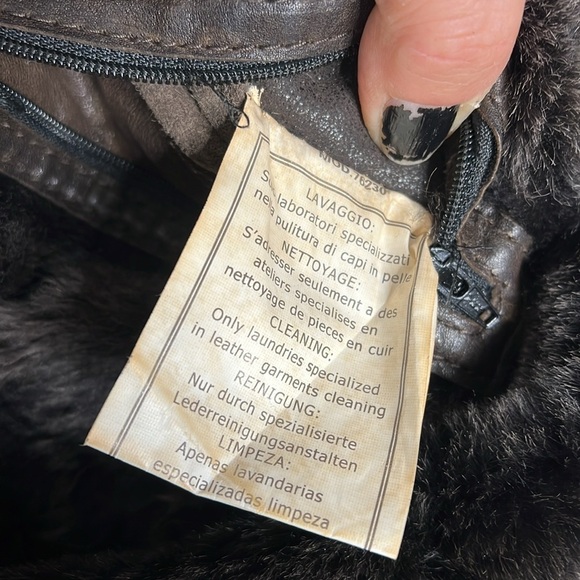 MOD.76230
LAVAGGIO:
laboratori specializzati
pulitura di capi in pelle
NETTOYAGE:
S'adresser seulement a des
ateliers specialises en
nettoyage de pieces en cuir
CLEANING:
Only laundries specialized
in leather garments cleaning
REINIGUNG:
Nur durch spezialisierte
Lederreinigungsanstalten
LIMPEZA:
Apenas lavandarias
especializadas limpeza